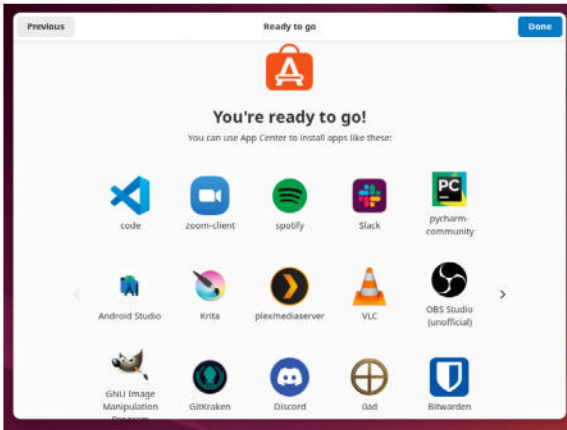 Previous
Ready to go
Done
You're ready to go!
You can use App Center to install apps like these:
code
zoom-client
spotify
Slack
PC
pycharm-
community
Android Studio
Krita
plexmediaserver
VLC
OBS Studio
(unofficial)
GNU Image
Manipulation
Program
GitKraken
Discord
0ad
Bitwarden